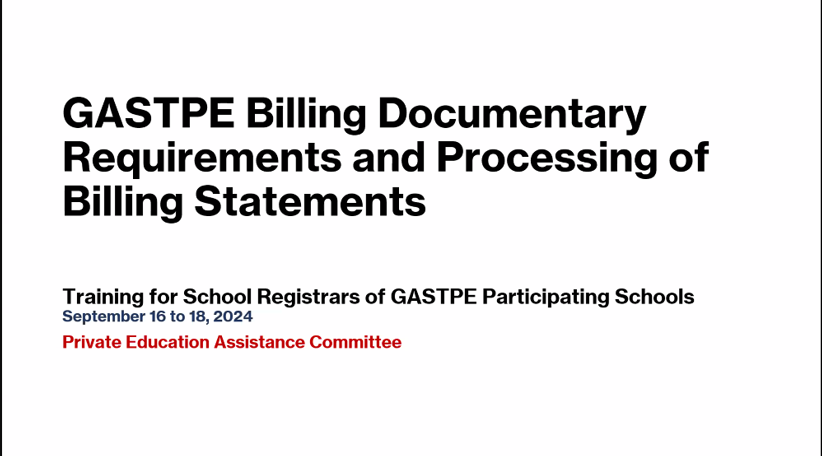 GASTPE Billing Documentary
Requirements and Processing of
Billing Statements
Training for School Registrars of GASTPE Participating Schools
September 16 to 18, 2024
Private Education Assistance Committee